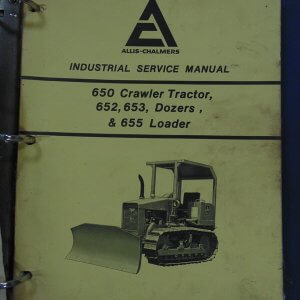 ALLIS-CHALMERS
INDUSTRIAL SERVICE MANUAL
650 Crawler Tractor,
652, 653, Dozers ,
& 655 Loader